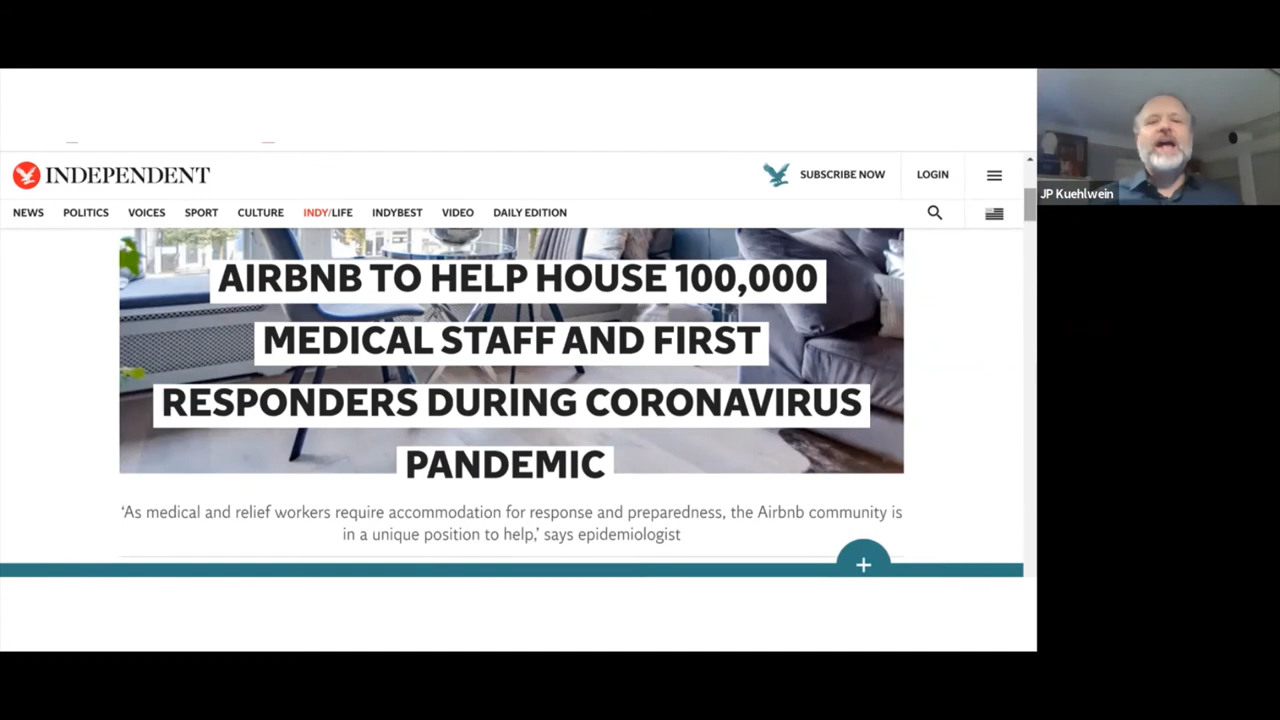 INDEPENDENT
SUBSCRIBE NOW
LOGIN
NEWS POLITICS VOICES SPORT CULTURE INDY/LIFE INDYBEST VIDEO DAILY EDITION
AIRBNB TO HELP HOUSE 100,000
MEDICAL STAFF AND FIRST
RESPONDERS DURING CORONAVIRUS
PANDEMIC
‘As medical and relief workers require accommodation for response and preparedness, the Airbnb community is
in a unique position to help,’ says epidemiologist
+
JP Kuehlwein